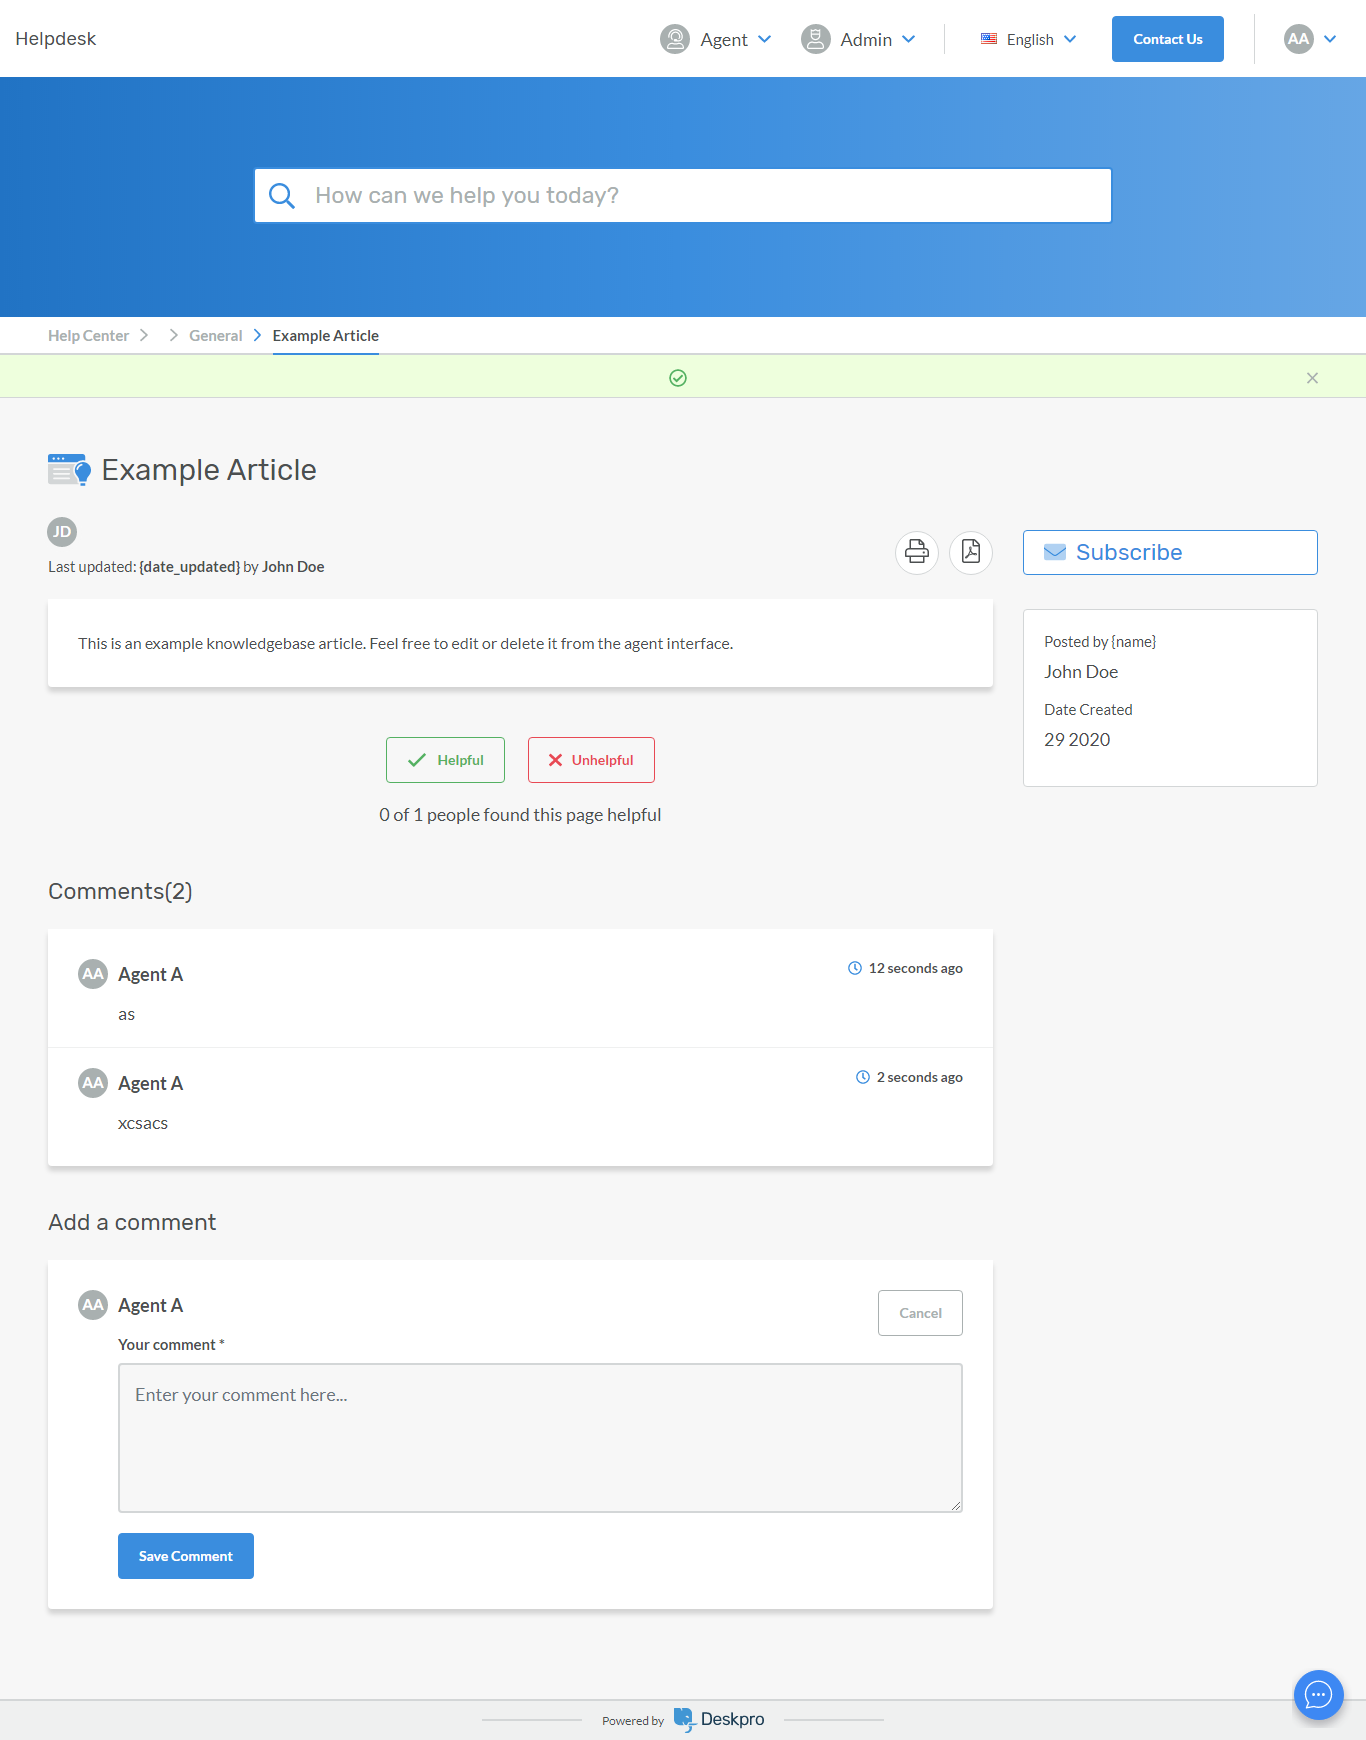 Helpdesk
Agent
Admin
English
Contact Us
AA
How can we help you today?
Help Center
General
Example Article
Example Article
JD
Last updated: {date_updated} by John Doe
Subscribe
This is an example knowledgebase article. Feel free to edit or delete it from the agent interface.
Posted by {name}
John Doe
Date Created
29 2020
Helpful
Unhelpful
0 of 1 people found this page helpful
Comments(2)
AA Agent A
12 seconds ago
as
AA Agent A
2 seconds ago
xcsacs
Add a comment
AA Agent A
Cancel
Your comment *
Enter your comment here...
Save Comment
Powered by Deskpro